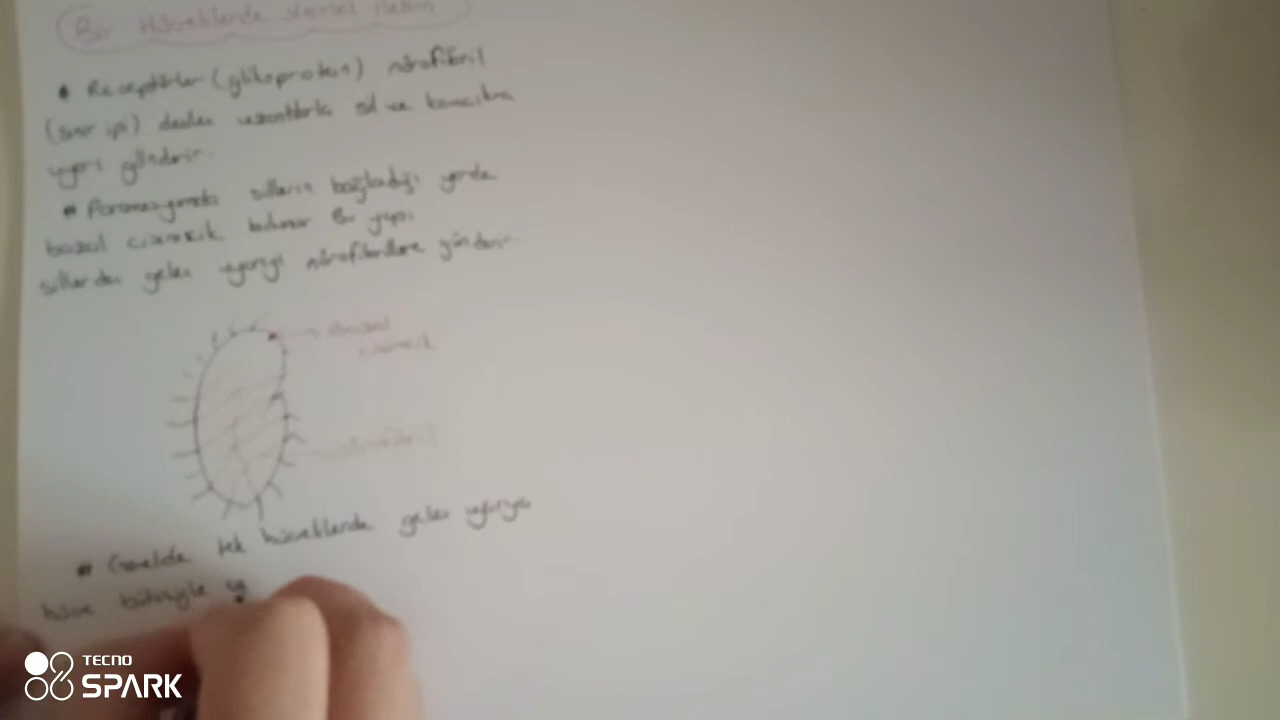 Bir Hücrelilerde sinirsel iletim
* Reseptörler (glikoprotein) nörofibril
(sinir ipi) denilen uzantılarla sil ve kamçılara
uyarı gönderir.
* Paramesyumda sillerin bağladığı yerde
bazal cisimcik bulunur Bu yapı
sillerden gelen uyarıyı nörofibrillere gönderir.
Bazal
cisimcik
nörofibril
* Genelde tek hücrelilerde gelen uyarıya
hücre bütünüyle
TECNO
SPARK